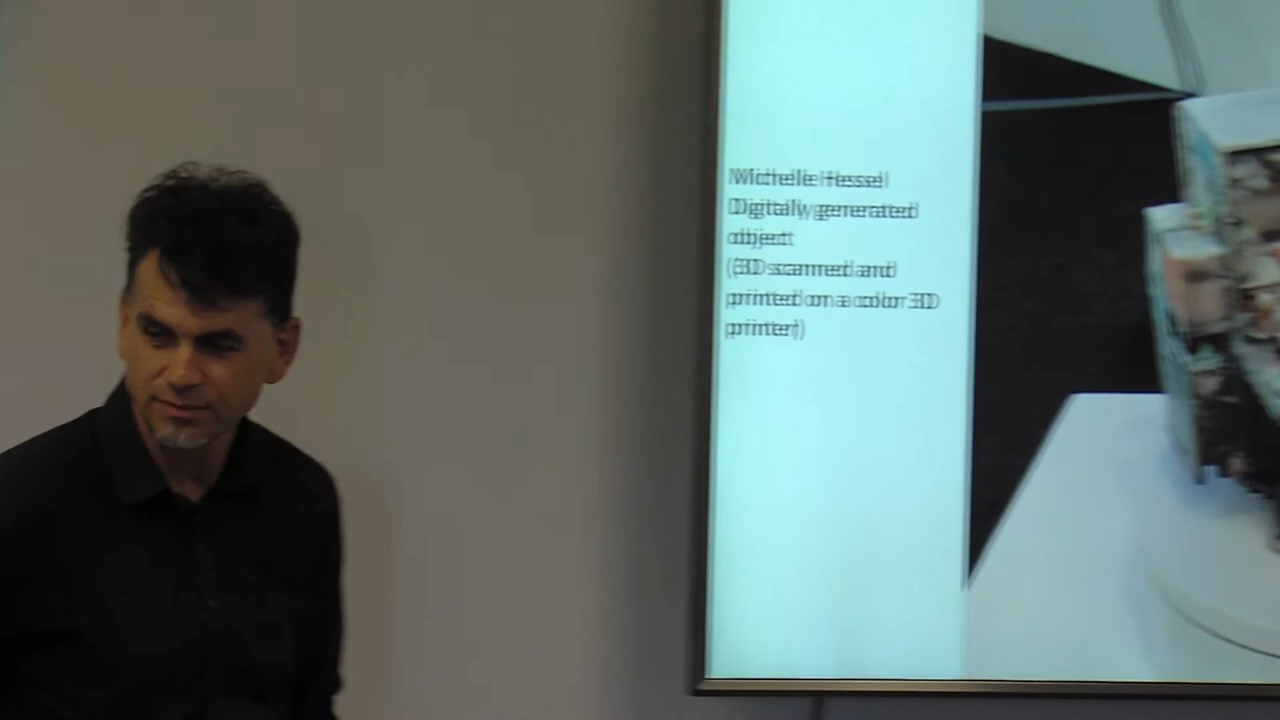 Michelle Hessel
Digitally generated
object
(3D scanned and
printed on a color 3D
printer)